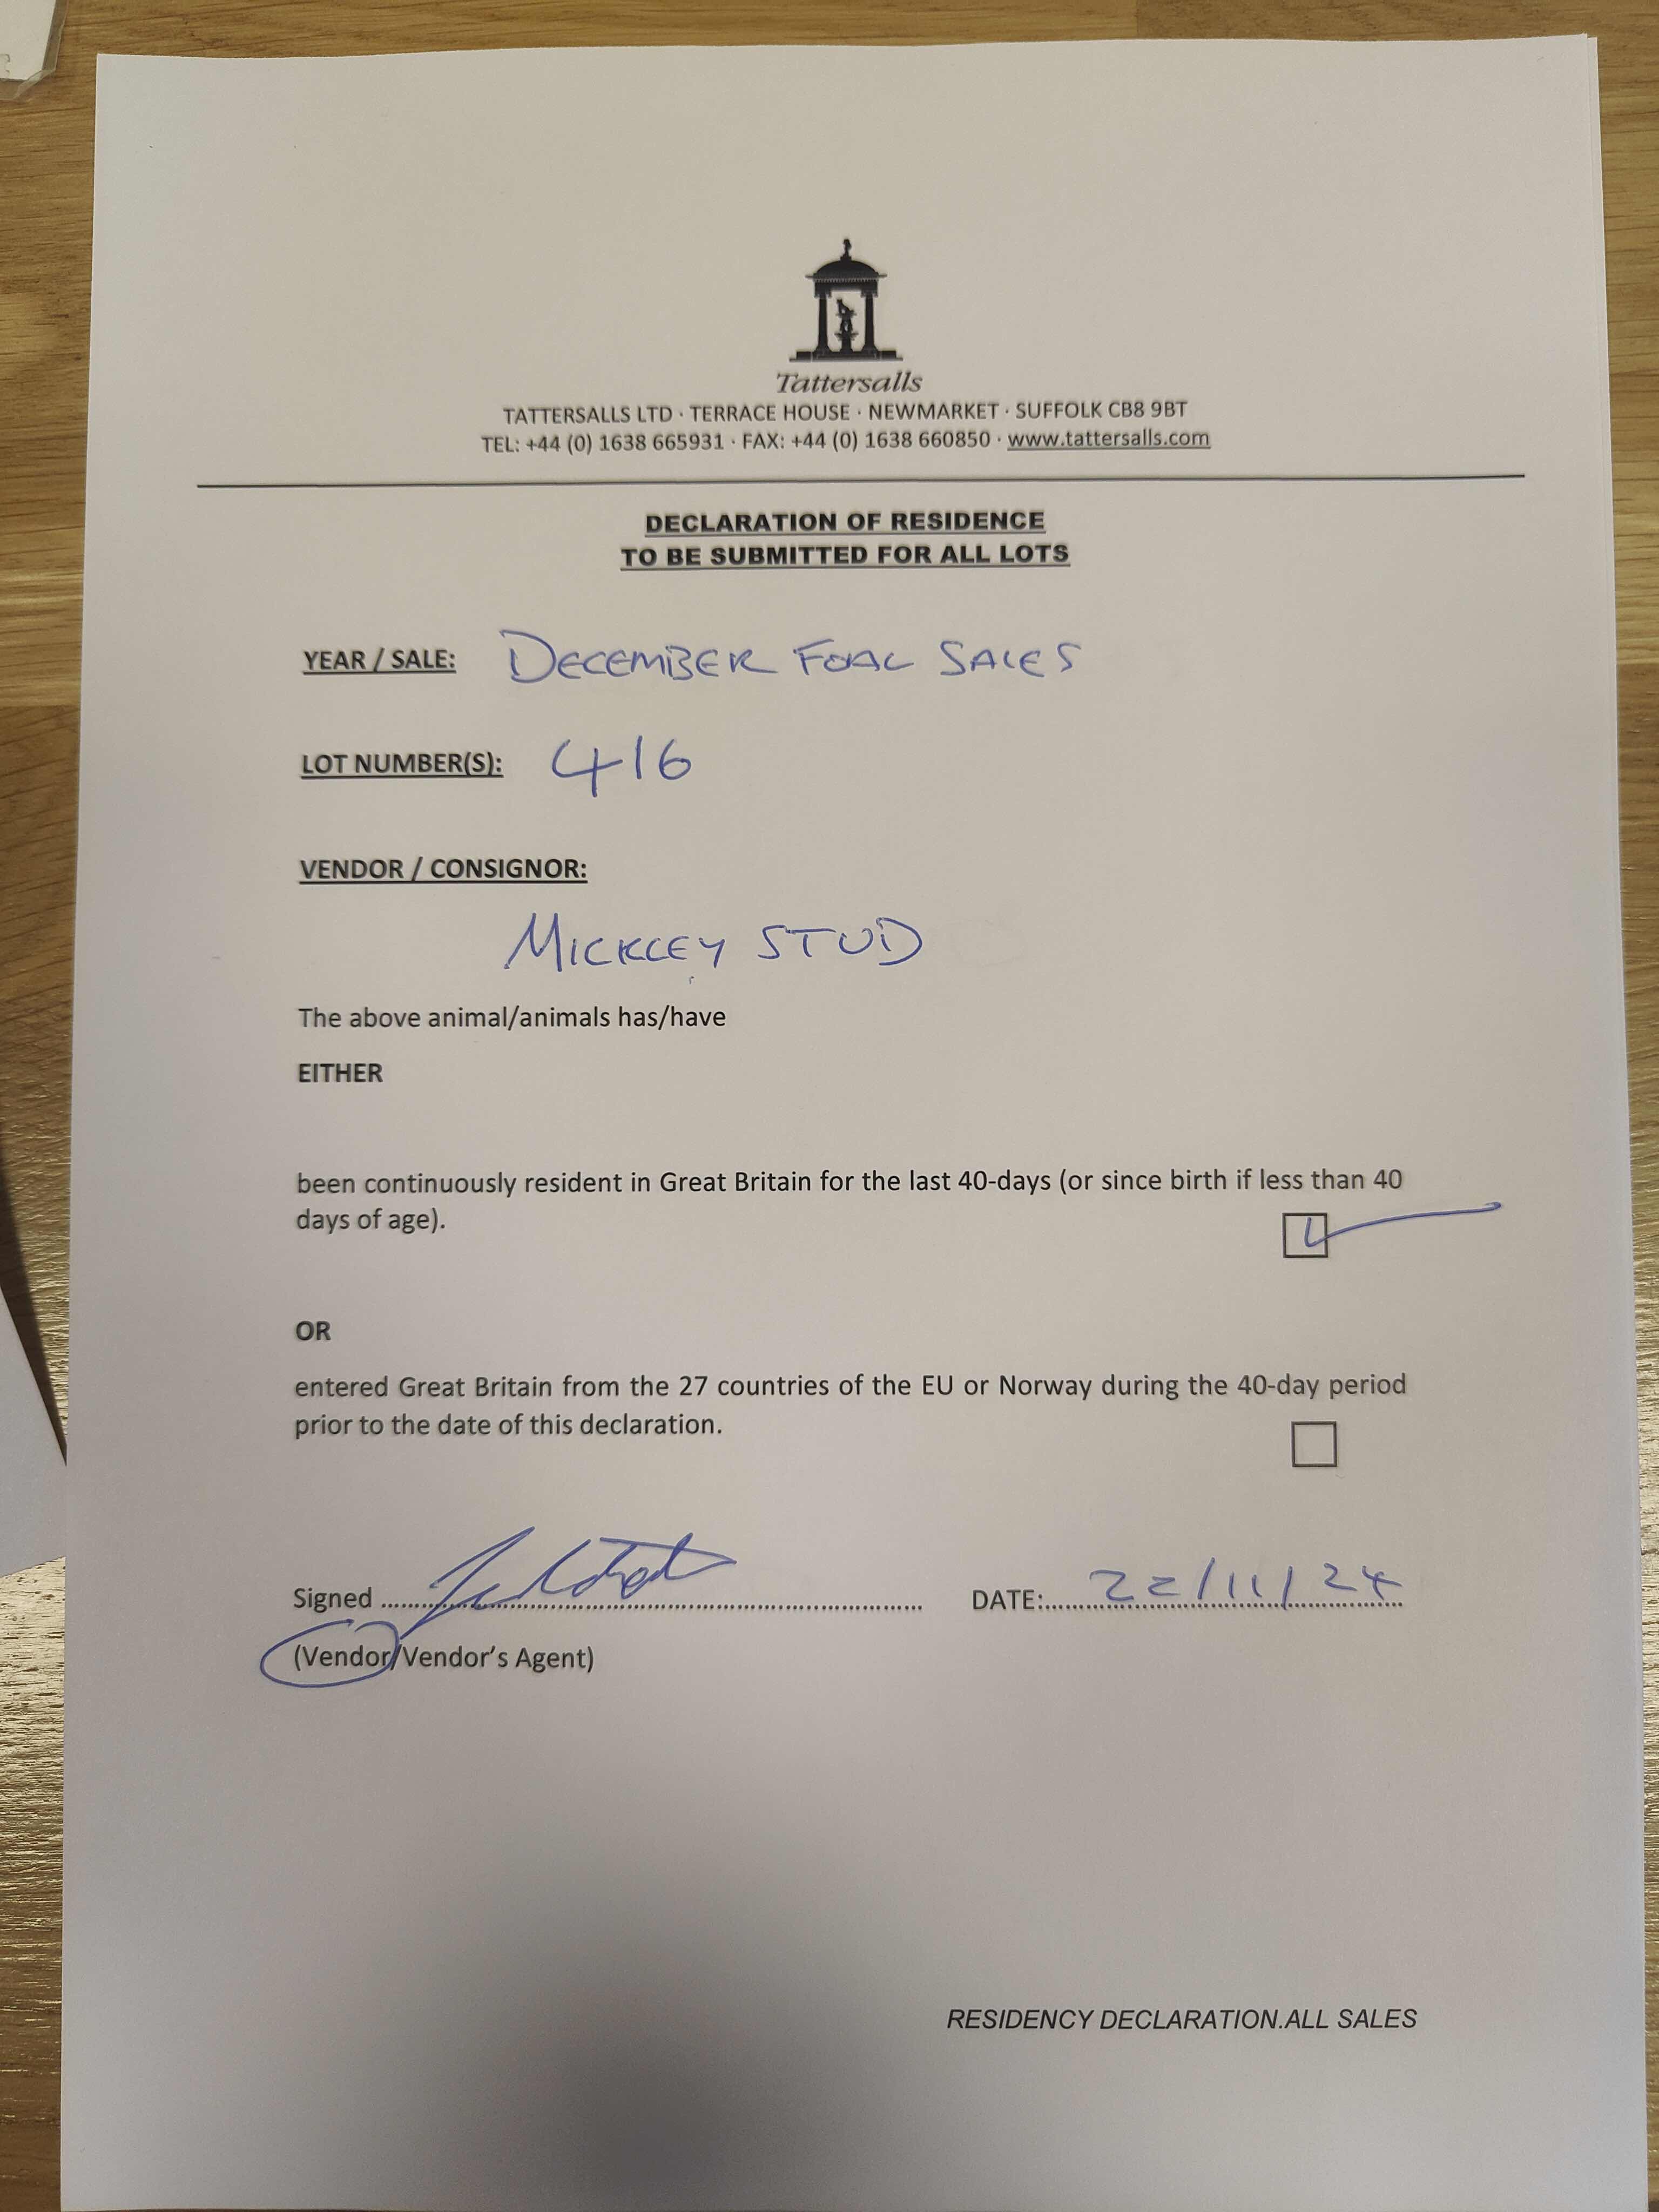 Tattersalls
TATTERSALLS LTD · TERRACE HOUSE · NEWMARKET · SUFFOLK CB8 9BT
TEL: +44 (0) 1638 665931 · FAX: +44 (0) 1638 660850 · www.tattersalls.com
DECLARATION OF RESIDENCE
TO BE SUBMITTED FOR ALL LOTS
YEAR / SALE: DECEMBER FOAL SALES
LOT NUMBER(S): 416
VENDOR / CONSIGNOR:
MICKLEY STUD
The above animal/animals has/have
EITHER
been continuously resident in Great Britain for the last 40-days (or since birth if less than 40
days of age).
OR
entered Great Britain from the 27 countries of the EU or Norway during the 40-day period
prior to the date of this declaration.
Signed DATE: 22/11/24
(Vendor/Vendor's Agent)
RESIDENCY DECLARATION.ALL SALES